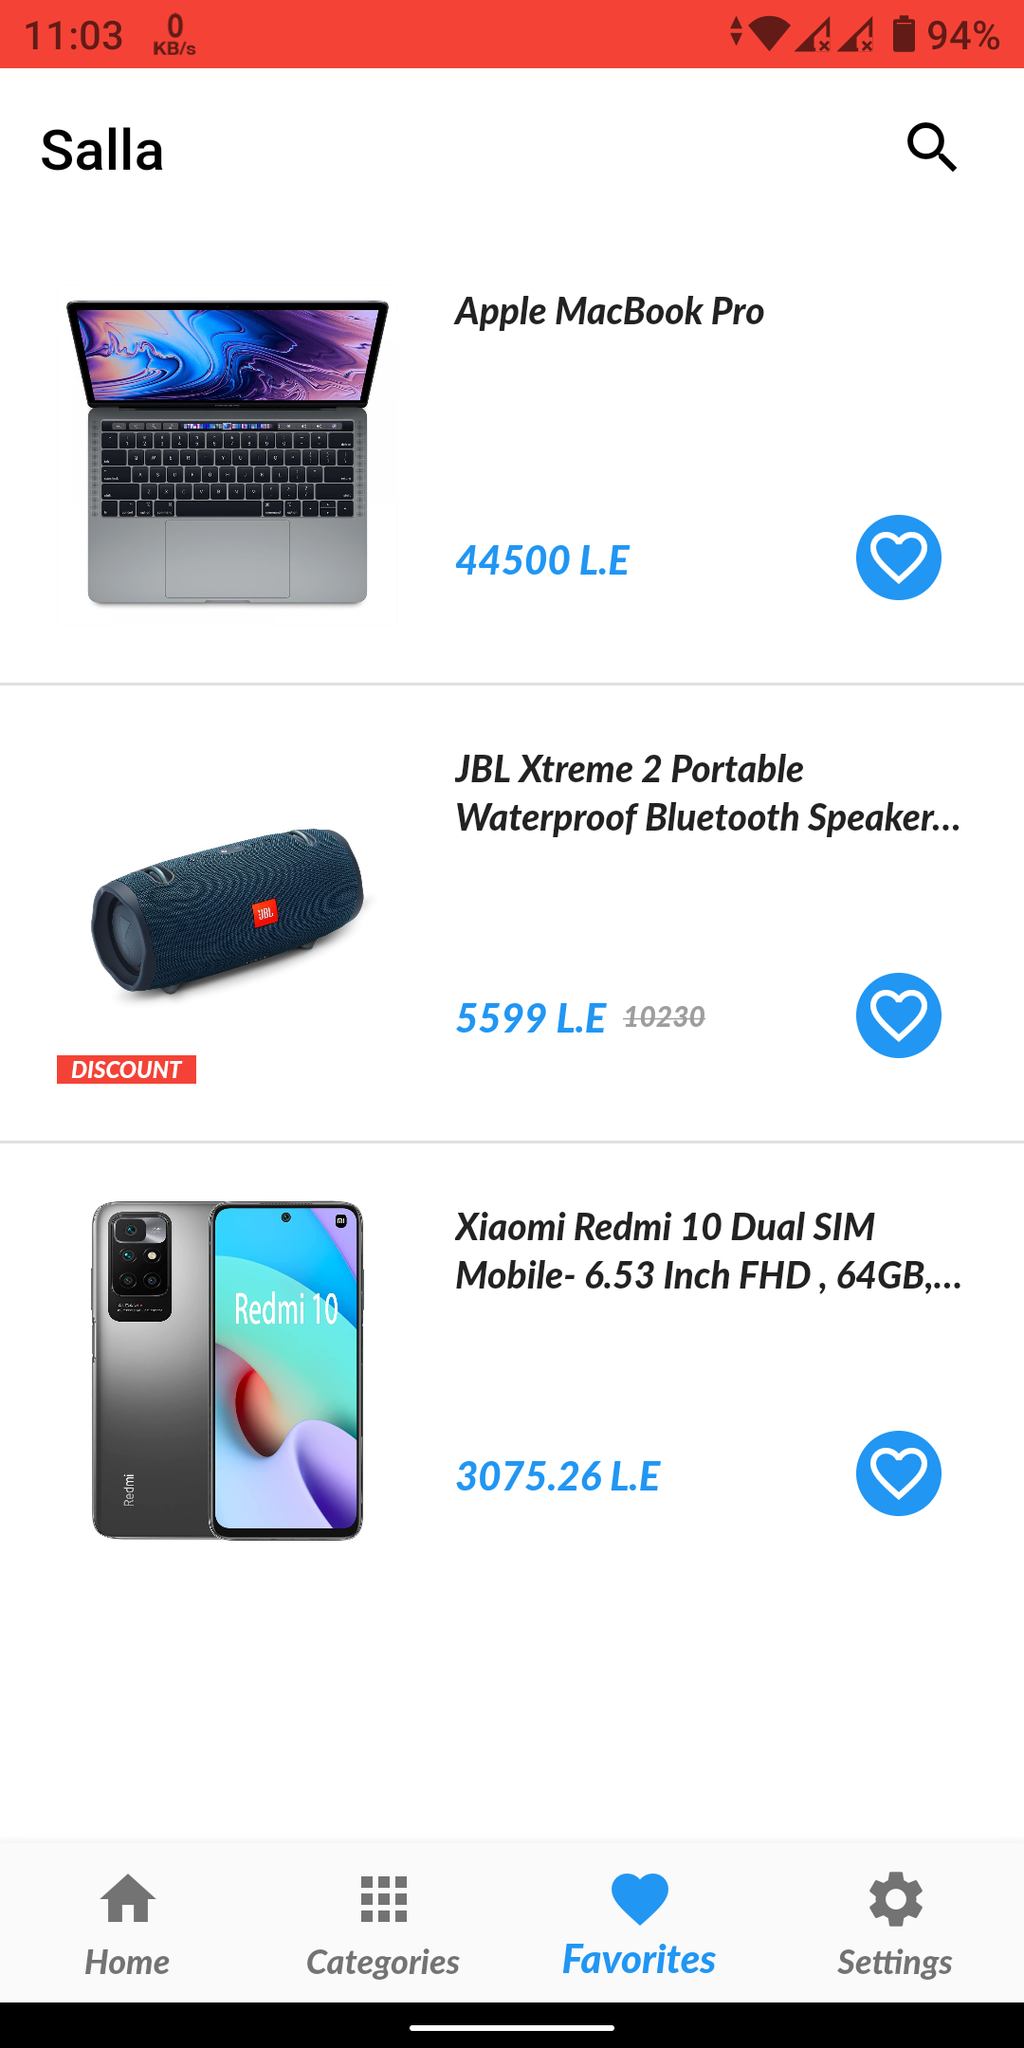 11:03 0 KB/s 94%
Salla
Apple MacBook Pro
44500 L.E
JBL Xtreme 2 Portable
Waterproof Bluetooth Speaker...
JBL
5599 L.E 10230
DISCOUNT
Xiaomi Redmi 10 Dual SIM
Mobile- 6.53 Inch FHD , 64GB,...
Redmi 10
Redmi
3075.26 L.E
Home Categories Favorites Settings